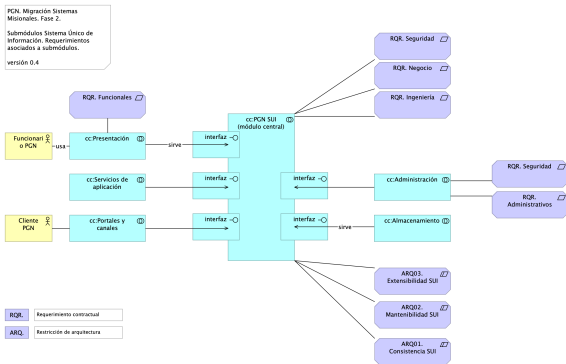 PGN. Migración Sistemas
Misionales. Fase 2.
Submódulos Sistema Único de
Información. Requerimientos
asociados a submódulos.
versión 0.4
RQR. Seguridad
RQR. Negocio
RQR. Ingeniería
RQR. Funcionales
cc:PGN SUI
(módulo central)
Funcionari
o PGN
usa
cc:Presentación
sirve
interfaz
cc:Servicios de
aplicación
interfaz
interfaz
cc:Administración
RQR. Seguridad
RQR.
Administrativos
Cliente
PGN
cc:Portales y
canales
interfaz
interfaz
sirve
cc:Almacenamiento
ARQ03.
Extensibilidad SUI
ARQ02.
Mantenibilidad SUI
ARQ01.
Consistencia SUI
RQR.
Requerimiento contractual
ARQ.
Restricción de arquitectura